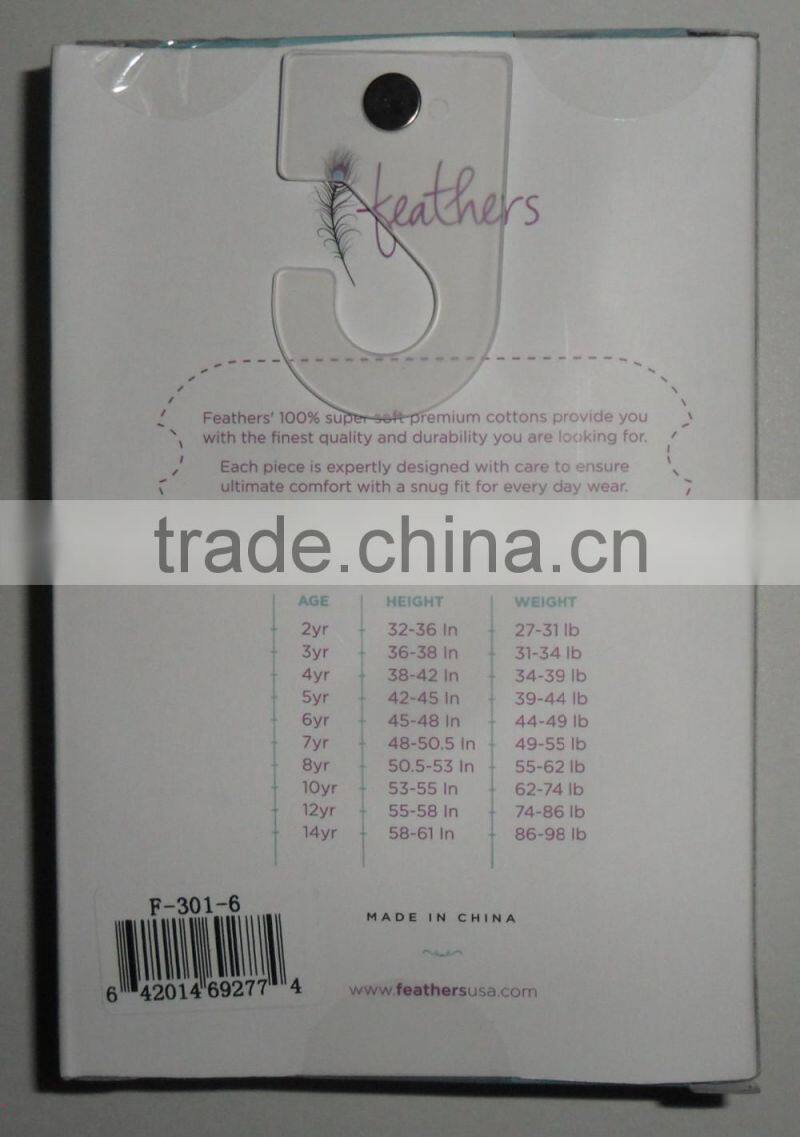 feathers
Feathers' 100% super soft premium cottons provide you
with the finest quality and durability you are looking for.
Each piece is expertly designed with care to ensure
ultimate comfort with a snug fit for every day wear.
trade.china.cn
AGE HEIGHT WEIGHT
2yr 32-36 In 27-31 lb
3yr 36-38 In 31-34 lb
4yr 38-42 In 34-39 lb
5yr 42-45 In 39-44 lb
6yr 45-48 In 44-49 lb
7yr 48-50.5 In 49-55 lb
8yr 50.5-53 In 55-62 lb
10yr 53-55 In 62-74 lb
12yr 55-58 In 74-86 lb
14yr 58-61 In 86-98 lb
F-301-6
6 42014 69277 4
MADE IN CHINA
www.feathersusa.com